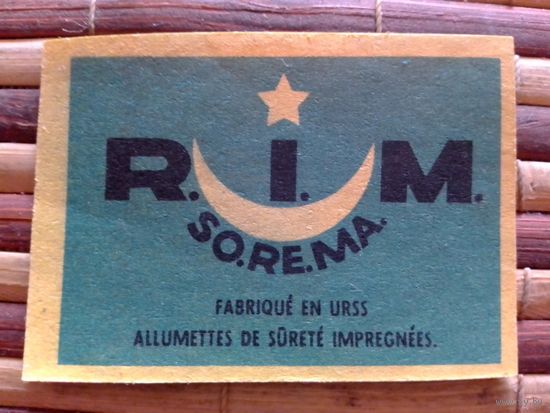 R. I. M.
SO.RE.MA.
FABRIQUÉ EN URSS
ALLUMETTES DE SÛRETÉ IMPREGNÉES.